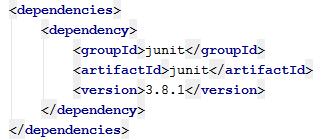 <dependencies>
<dependency>
<groupId>junit</groupId>
<artifactId>junit</artifactId>
<version>3.8.1</version>
</dependency>
</dependencies>